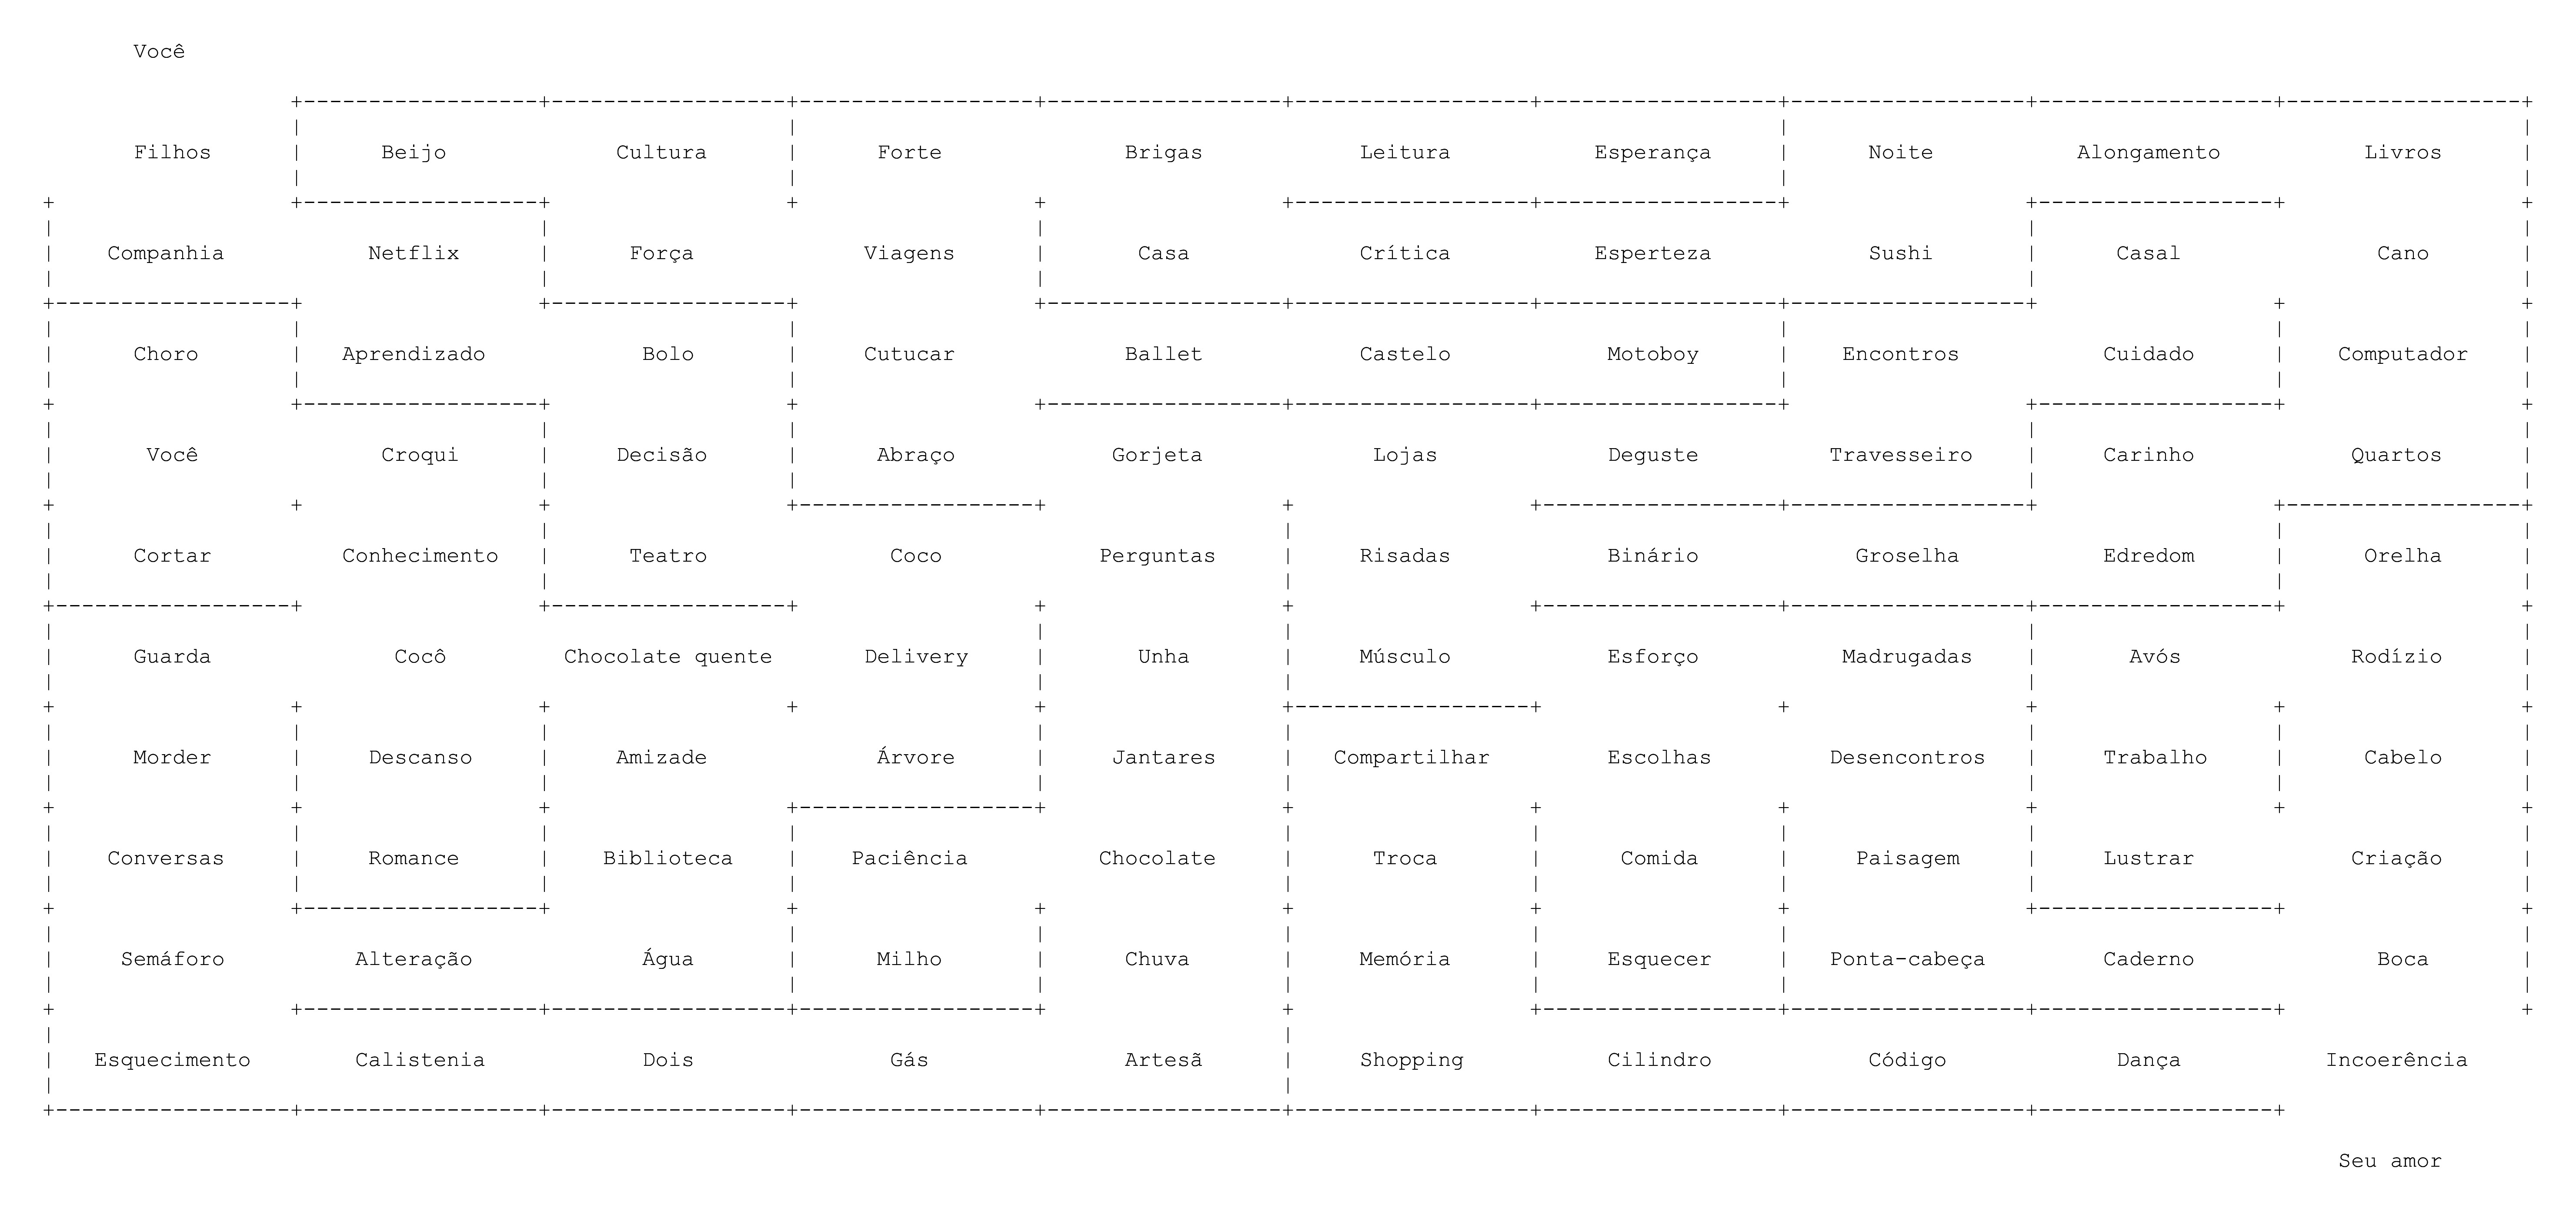 Você
Filhos Beijo Cultura Forte Brigas Leitura Esperança Noite Alongamento Livros
Companhia Netflix Força Viagens Casa Crítica Esperteza Sushi Casal Cano
Choro Aprendizado Bolo Cutucar Ballet Castelo Motoboy Encontros Cuidado Computador
Você Croqui Decisão Abraço Gorjeta Lojas Deguste Travesseiro Carinho Quartos
Cortar Conhecimento Teatro Coco Perguntas Risadas Binário Groselha Edredom Orelha
Guarda Cocô Chocolate quente Delivery Unha Músculo Esforço Madrugadas Avós Rodízio
Morder Descanso Amizade Árvore Jantares Compartilhar Escolhas Desencontros Trabalho Cabelo
Conversas Romance Biblioteca Paciência Chocolate Troca Comida Paisagem Lustrar Criação
Semáforo Alteração Água Milho Chuva Memória Esquecer Ponta-cabeça Caderno Boca
Esquecimento Calistenia Dois Gás Artesã Shopping Cilindro Código Dança Incoerência
Seu amor